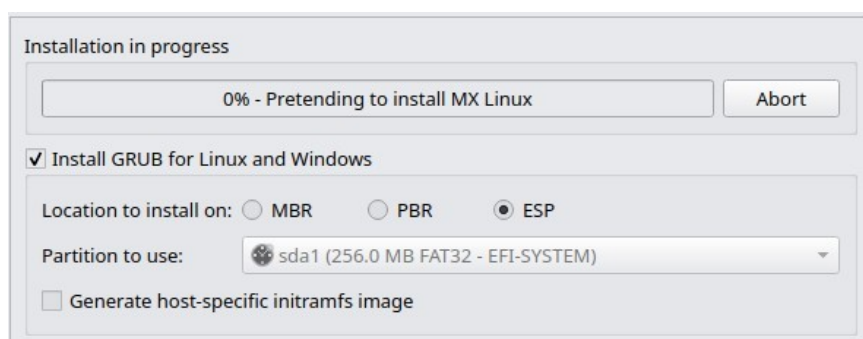 Installation in progress
0% - Pretending to install MX Linux Abort
Install GRUB for Linux and Windows
Location to install on: MBR PBR ESP
Partition to use: sda1 (256.0 MB FAT32 - EFI-SYSTEM)
Generate host-specific initramfs image